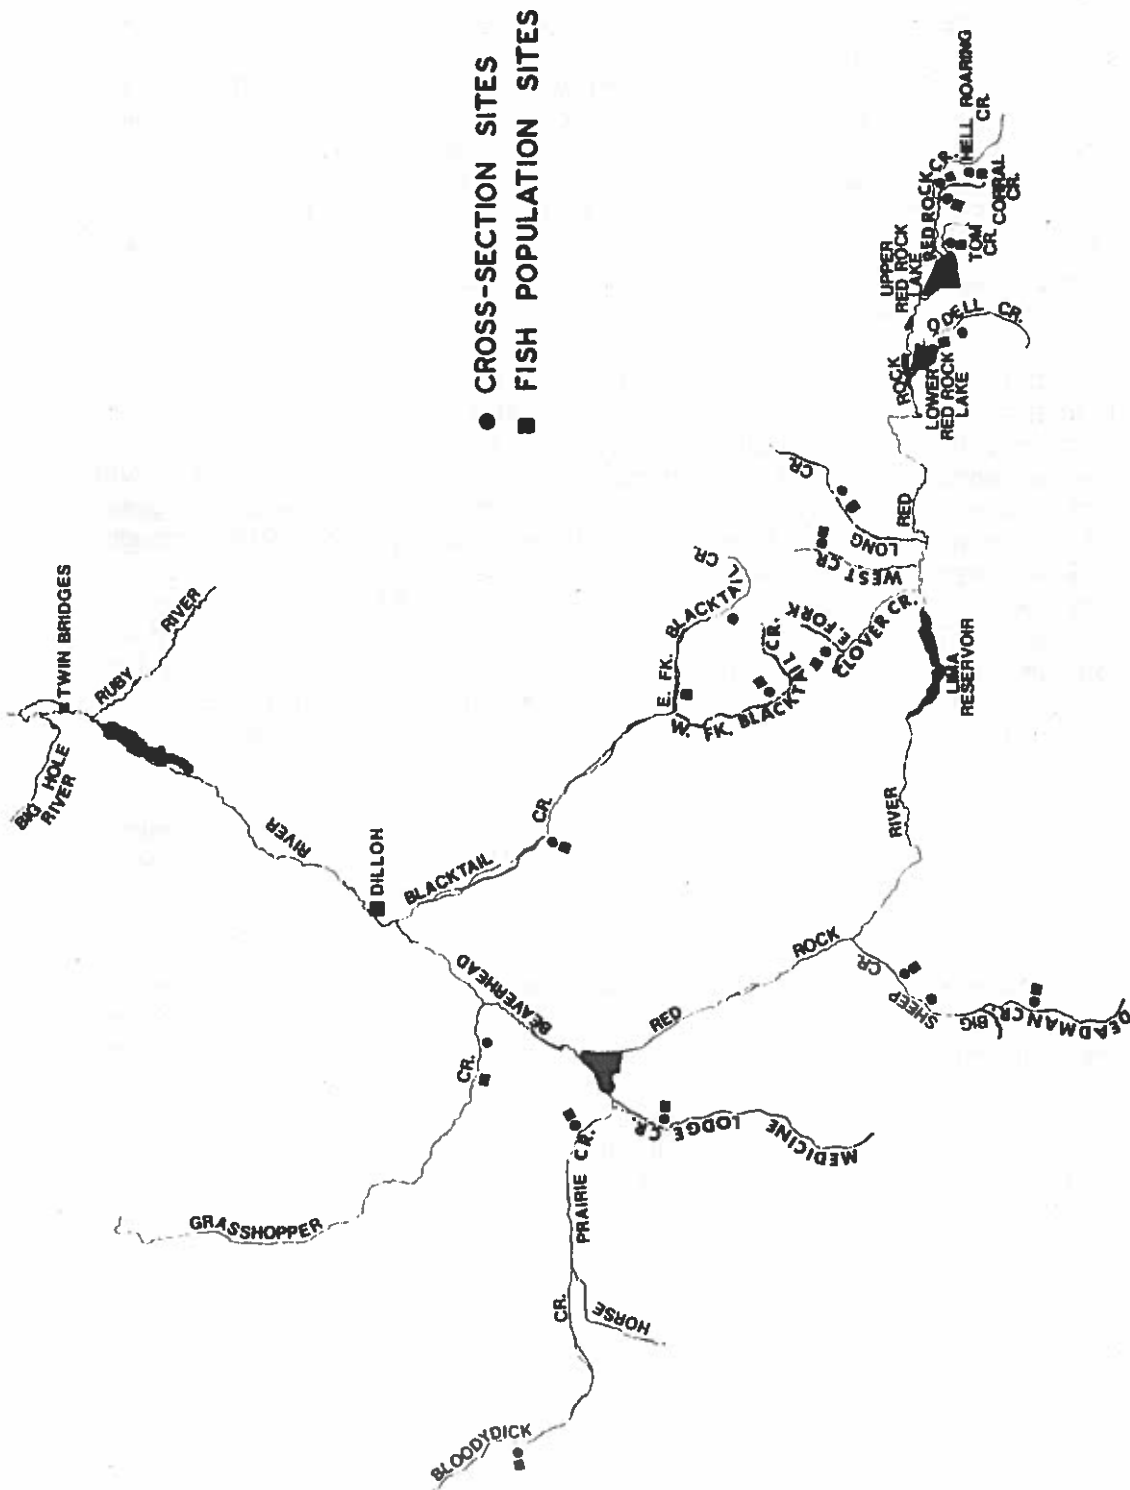 ● CROSS-SECTION SITES
■ FISH POPULATION SITES
TWIN BRIDGES
RUBY RIVER
BIG HOLE
RIVER
RIVER
DILLON
BLACKTAIL CR.
BEAVERHEAD
GRASSHOPPER CR.
E. FK. BLACKTAIL CR.
W. FK. BLACKTAIL CR.
E. FORK
CLOVER CR.
WEST CR.
LONG CR.
RED ROCK
LIMA
RESERVOIR
RIVER
ROCK
RED
LOWER
RED ROCK
LAKE
ODELL CR.
UPPER
RED ROCK
LAKE
RED ROCK CR.
TOM
CR.
CORRAL
CR.
HELL ROARING
CR.
BIG SHEEP CR.
DEADMAN CR.
MEDICINE LODGE CR.
HORSE PRAIRIE CR.
BLOODYDICK CR.